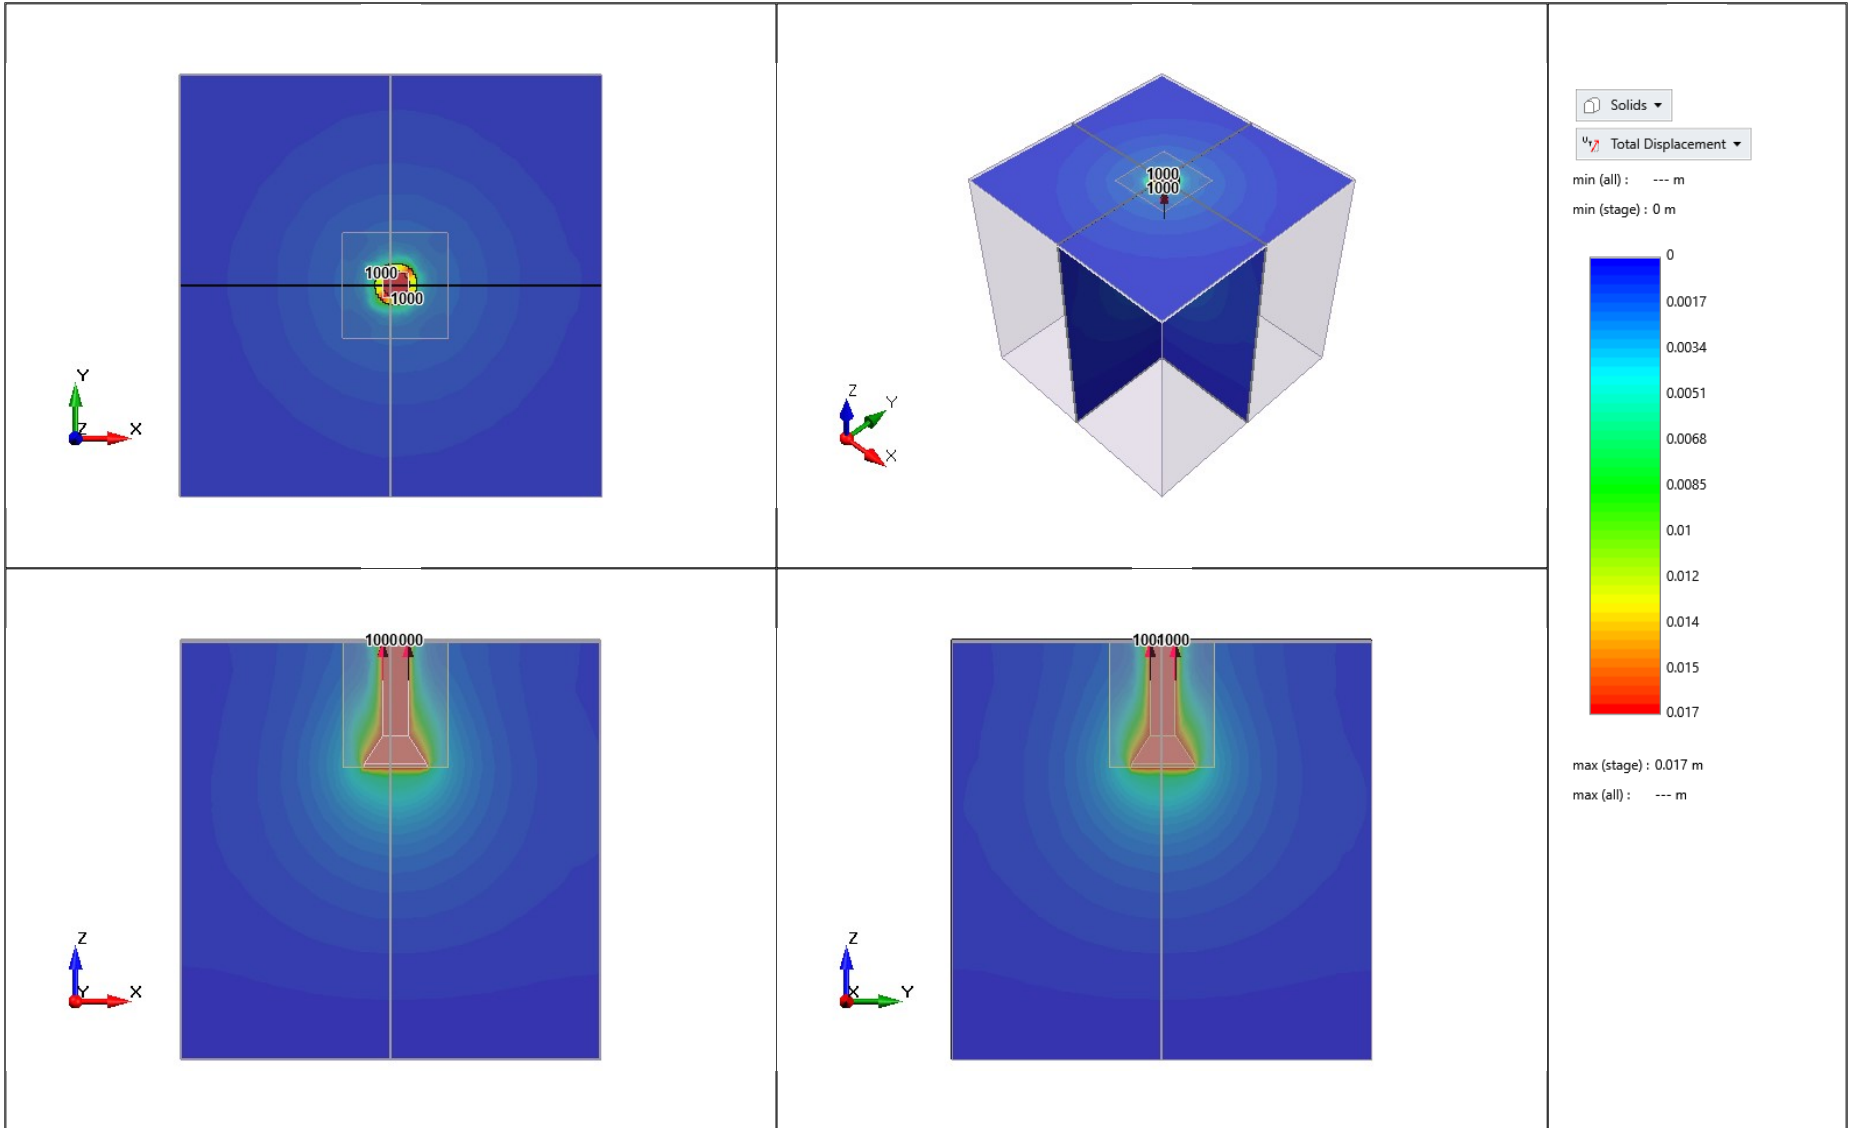 1000
1000
Y
Z
X
1000
1000
Z
Y
X
1000000
Z
Y
X
1001000
Z
X
Y
Solids
Total Displacement
min (all) : --- m
min (stage) : 0 m
0
0.0017
0.0034
0.0051
0.0068
0.0085
0.01
0.012
0.014
0.015
0.017
max (stage) : 0.017 m
max (all) : --- m